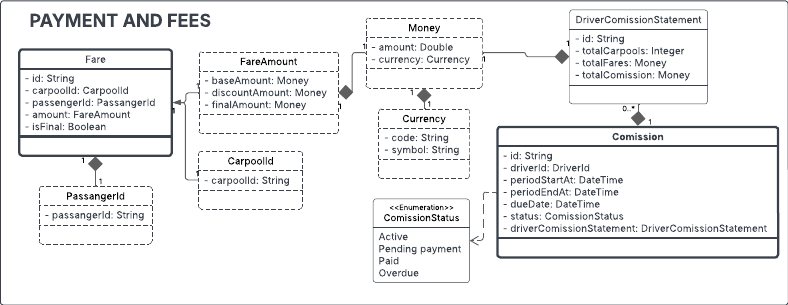 PAYMENT AND FEES
Fare
- id: String
- carpoolId: CarpoolId
- passengerId: PassangerId
- amount: FareAmount
- isFinal: Boolean
1
1
1
PassangerId
- passangerId: String
FareAmount
- baseAmount: Money
- discountAmount: Money
- finalAmount: Money
1
1
CarpoolId
- carpoolId: String
Money
- amount: Double
- currency: Currency
1
1
1
Currency
- code: String
- symbol: String
DriverComissionStatement
- id: String
- totalCarpools: Integer
- totalFares: Money
- totalComission: Money
1
0..*
1
Comission
- id: String
- driverId: DriverId
- periodStartAt: DateTime
- periodEndAt: DateTime
- dueDate: DateTime
- status: ComissionStatus
- driverComissionStatement: DriverComissionStatement
<<Enumeration>>
ComissionStatus
Active
Pending payment
Paid
Overdue